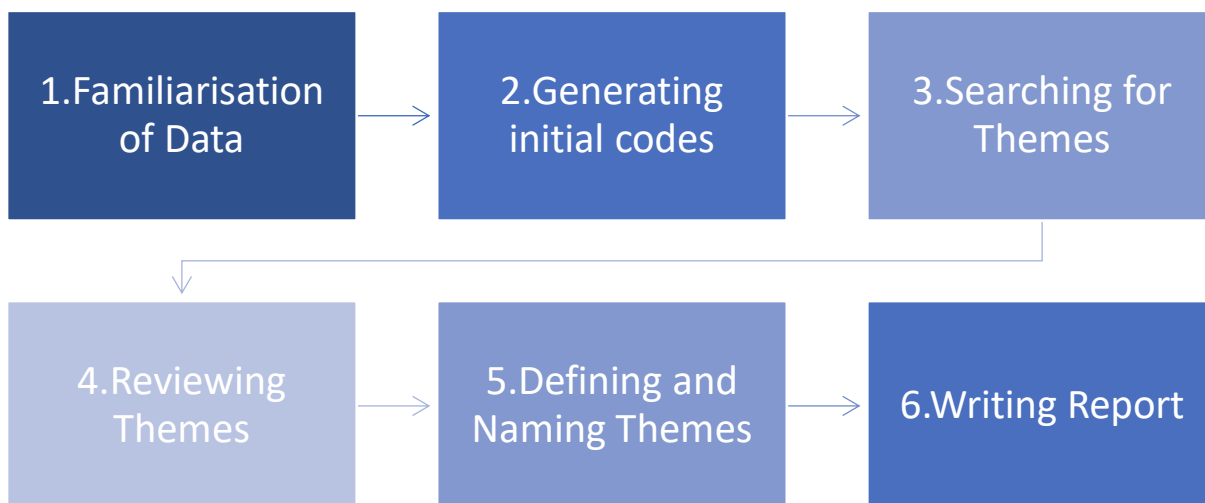 1.Familiarisation
of Data
2.Generating
initial codes
3.Searching for
Themes
4.Reviewing
Themes
5.Defining and
Naming Themes
6.Writing Report